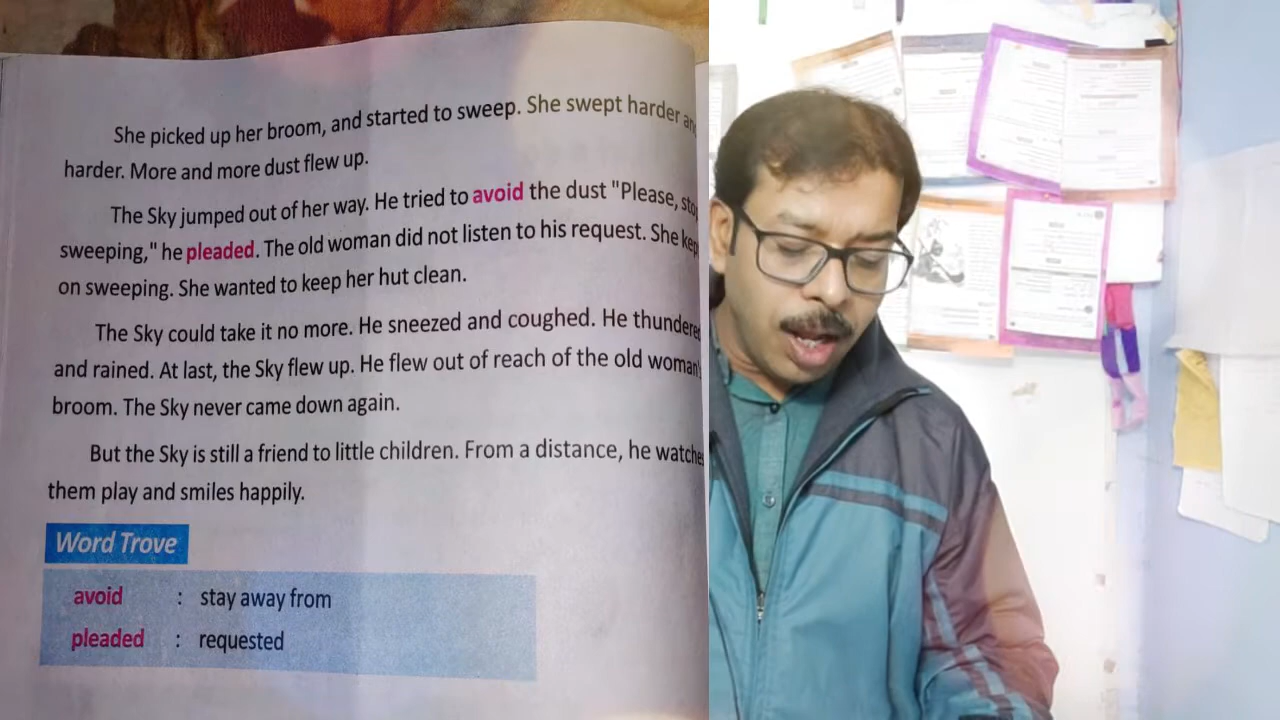 She picked up her broom, and started to sweep. She swept harder and
harder. More and more dust flew up.
The Sky jumped out of her way. He tried to avoid the dust "Please, sto
sweeping," he pleaded. The old woman did not listen to his request. She kep
on sweeping. She wanted to keep her hut clean.
The Sky could take it no more. He sneezed and coughed. He thundere
and rained. At last, the Sky flew up. He flew out of reach of the old woman's
broom. The Sky never came down again.
But the Sky is still a friend to little children. From a distance, he watche
them play and smiles happily.
Word Trove
avoid : stay away from
pleaded : requested